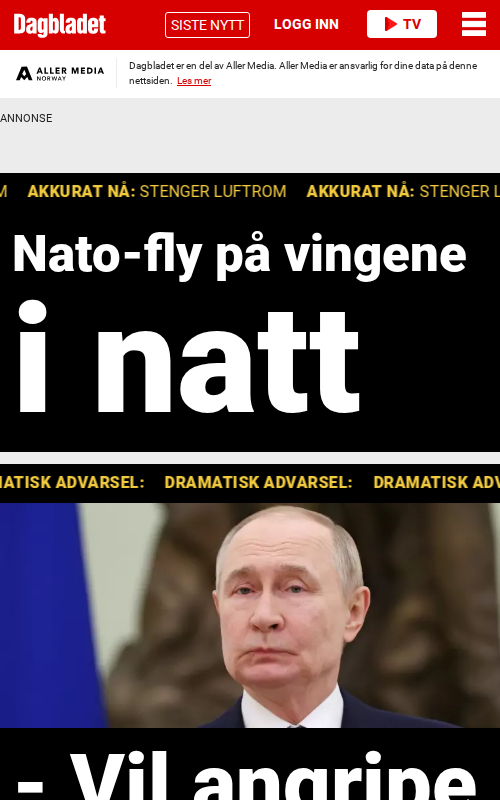 Dagbladet
SISTE NYTT
LOGG INN
TV
ALLER MEDIA
NORWAY
Dagbladet er en del av Aller Media. Aller Media er ansvarlig for dine data på denne
nettsiden. Les mer
ANNONSE
M AKKURAT NÅ: STENGER LUFTROM AKKURAT NÅ: STENGER L
Nato-fly på vingene
i natt
MATISK ADVARSEL: DRAMATISK ADVARSEL: DRAMATISK ADV
- Vil angripe